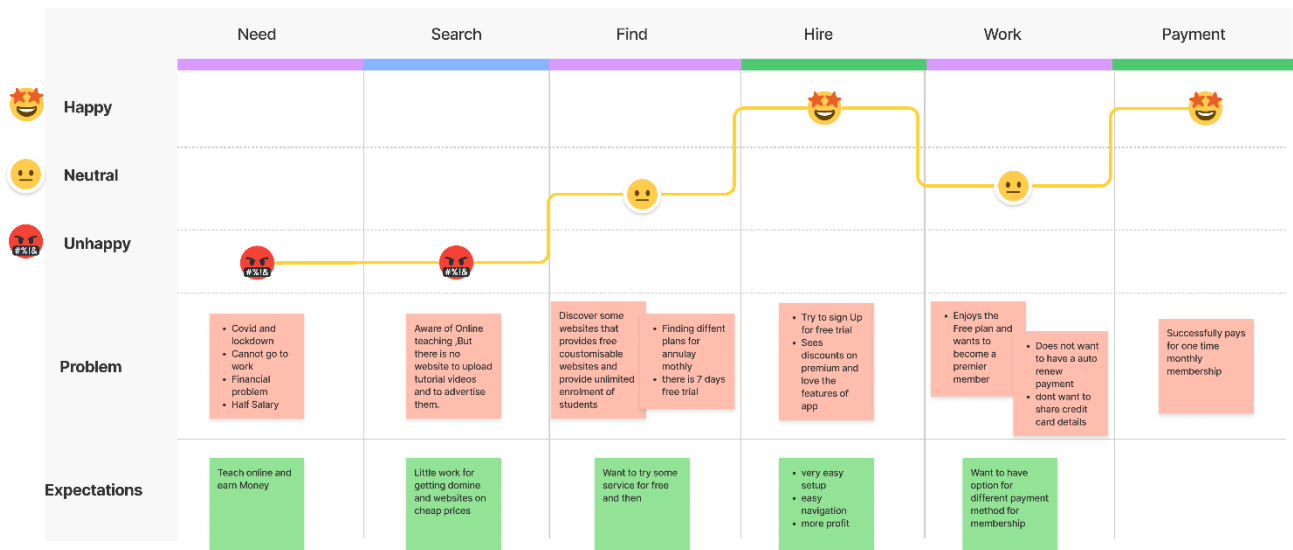 Need Search Find Hire Work Payment
Happy
Neutral
Unhappy
#%!&
#%!&
#%!&
Problem
• Covid and
lockdown
• Cannot go to
work
• Financial
problem
• Half Salary
Aware of Online
teaching ,But
there is no
website to upload
tutorial videos
and to advertise
them.
Discover some
websites that
provides free
coustomisable
websites and
provide unlimited
enrolment of
students
• Finding diffent
plans for
annulay
mothly
• there is 7 days
free trial
• Try to sign Up
for free trial
• Sees
discounts on
premium and
love the
features of
app
• Enjoys the
Free plan and
wants to
become a
premier
member
• Does not want
to have a auto
renew
payment
• dont want to
share credit
card details
Successfully pays
for one time
monthly
membership
Expectations
Teach online and
earn Money
Little work for
getting domine
and websites on
cheap prices
Want to try some
service for free
and then
• very easy
setup
• easy
navigation
• more profit
Want to have
option for
different payment
method for
membership